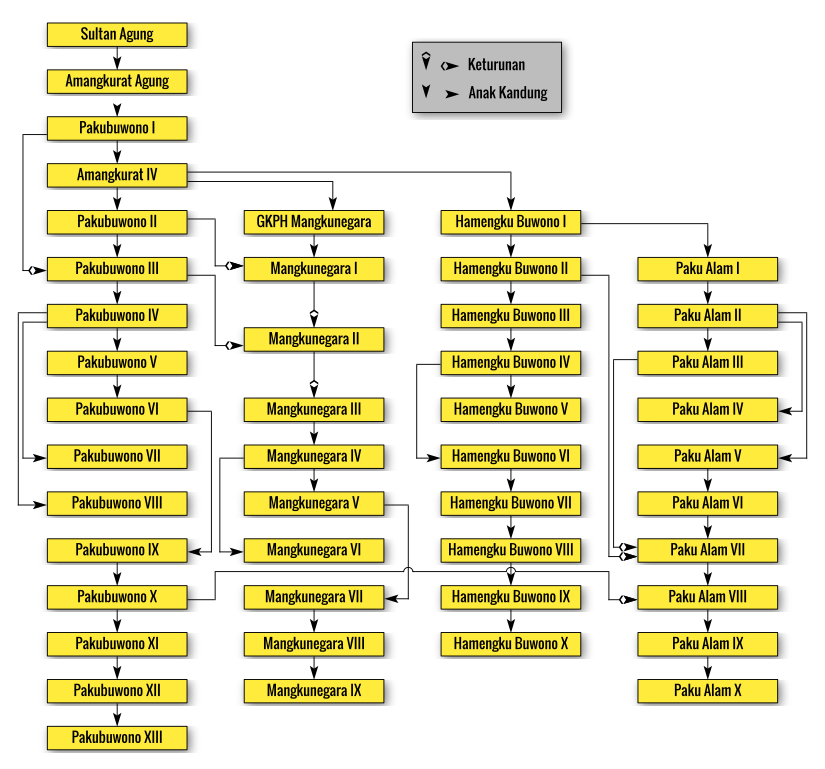 Sultan Agung
Amangkurat Agung
Pakubuwono I
Amangkurat IV
Pakubuwono II
Pakubuwono III
Pakubuwono IV
Pakubuwono V
Pakubuwono VI
Pakubuwono VII
Pakubuwono VIII
Pakubuwono IX
Pakubuwono X
Pakubuwono XI
Pakubuwono XII
Pakubuwono XIII
GKPH Mangkunegara
Mangkunegara I
Mangkunegara II
Mangkunegara III
Mangkunegara IV
Mangkunegara V
Mangkunegara VI
Mangkunegara VII
Mangkunegara VIII
Mangkunegara IX
Keturunan
Anak Kandung
Hamengku Buwono I
Hamengku Buwono II
Hamengku Buwono III
Hamengku Buwono IV
Hamengku Buwono V
Hamengku Buwono VI
Hamengku Buwono VII
Hamengku Buwono VIII
Hamengku Buwono IX
Hamengku Buwono X
Paku Alam I
Paku Alam II
Paku Alam III
Paku Alam IV
Paku Alam V
Paku Alam VI
Paku Alam VII
Paku Alam VIII
Paku Alam IX
Paku Alam X